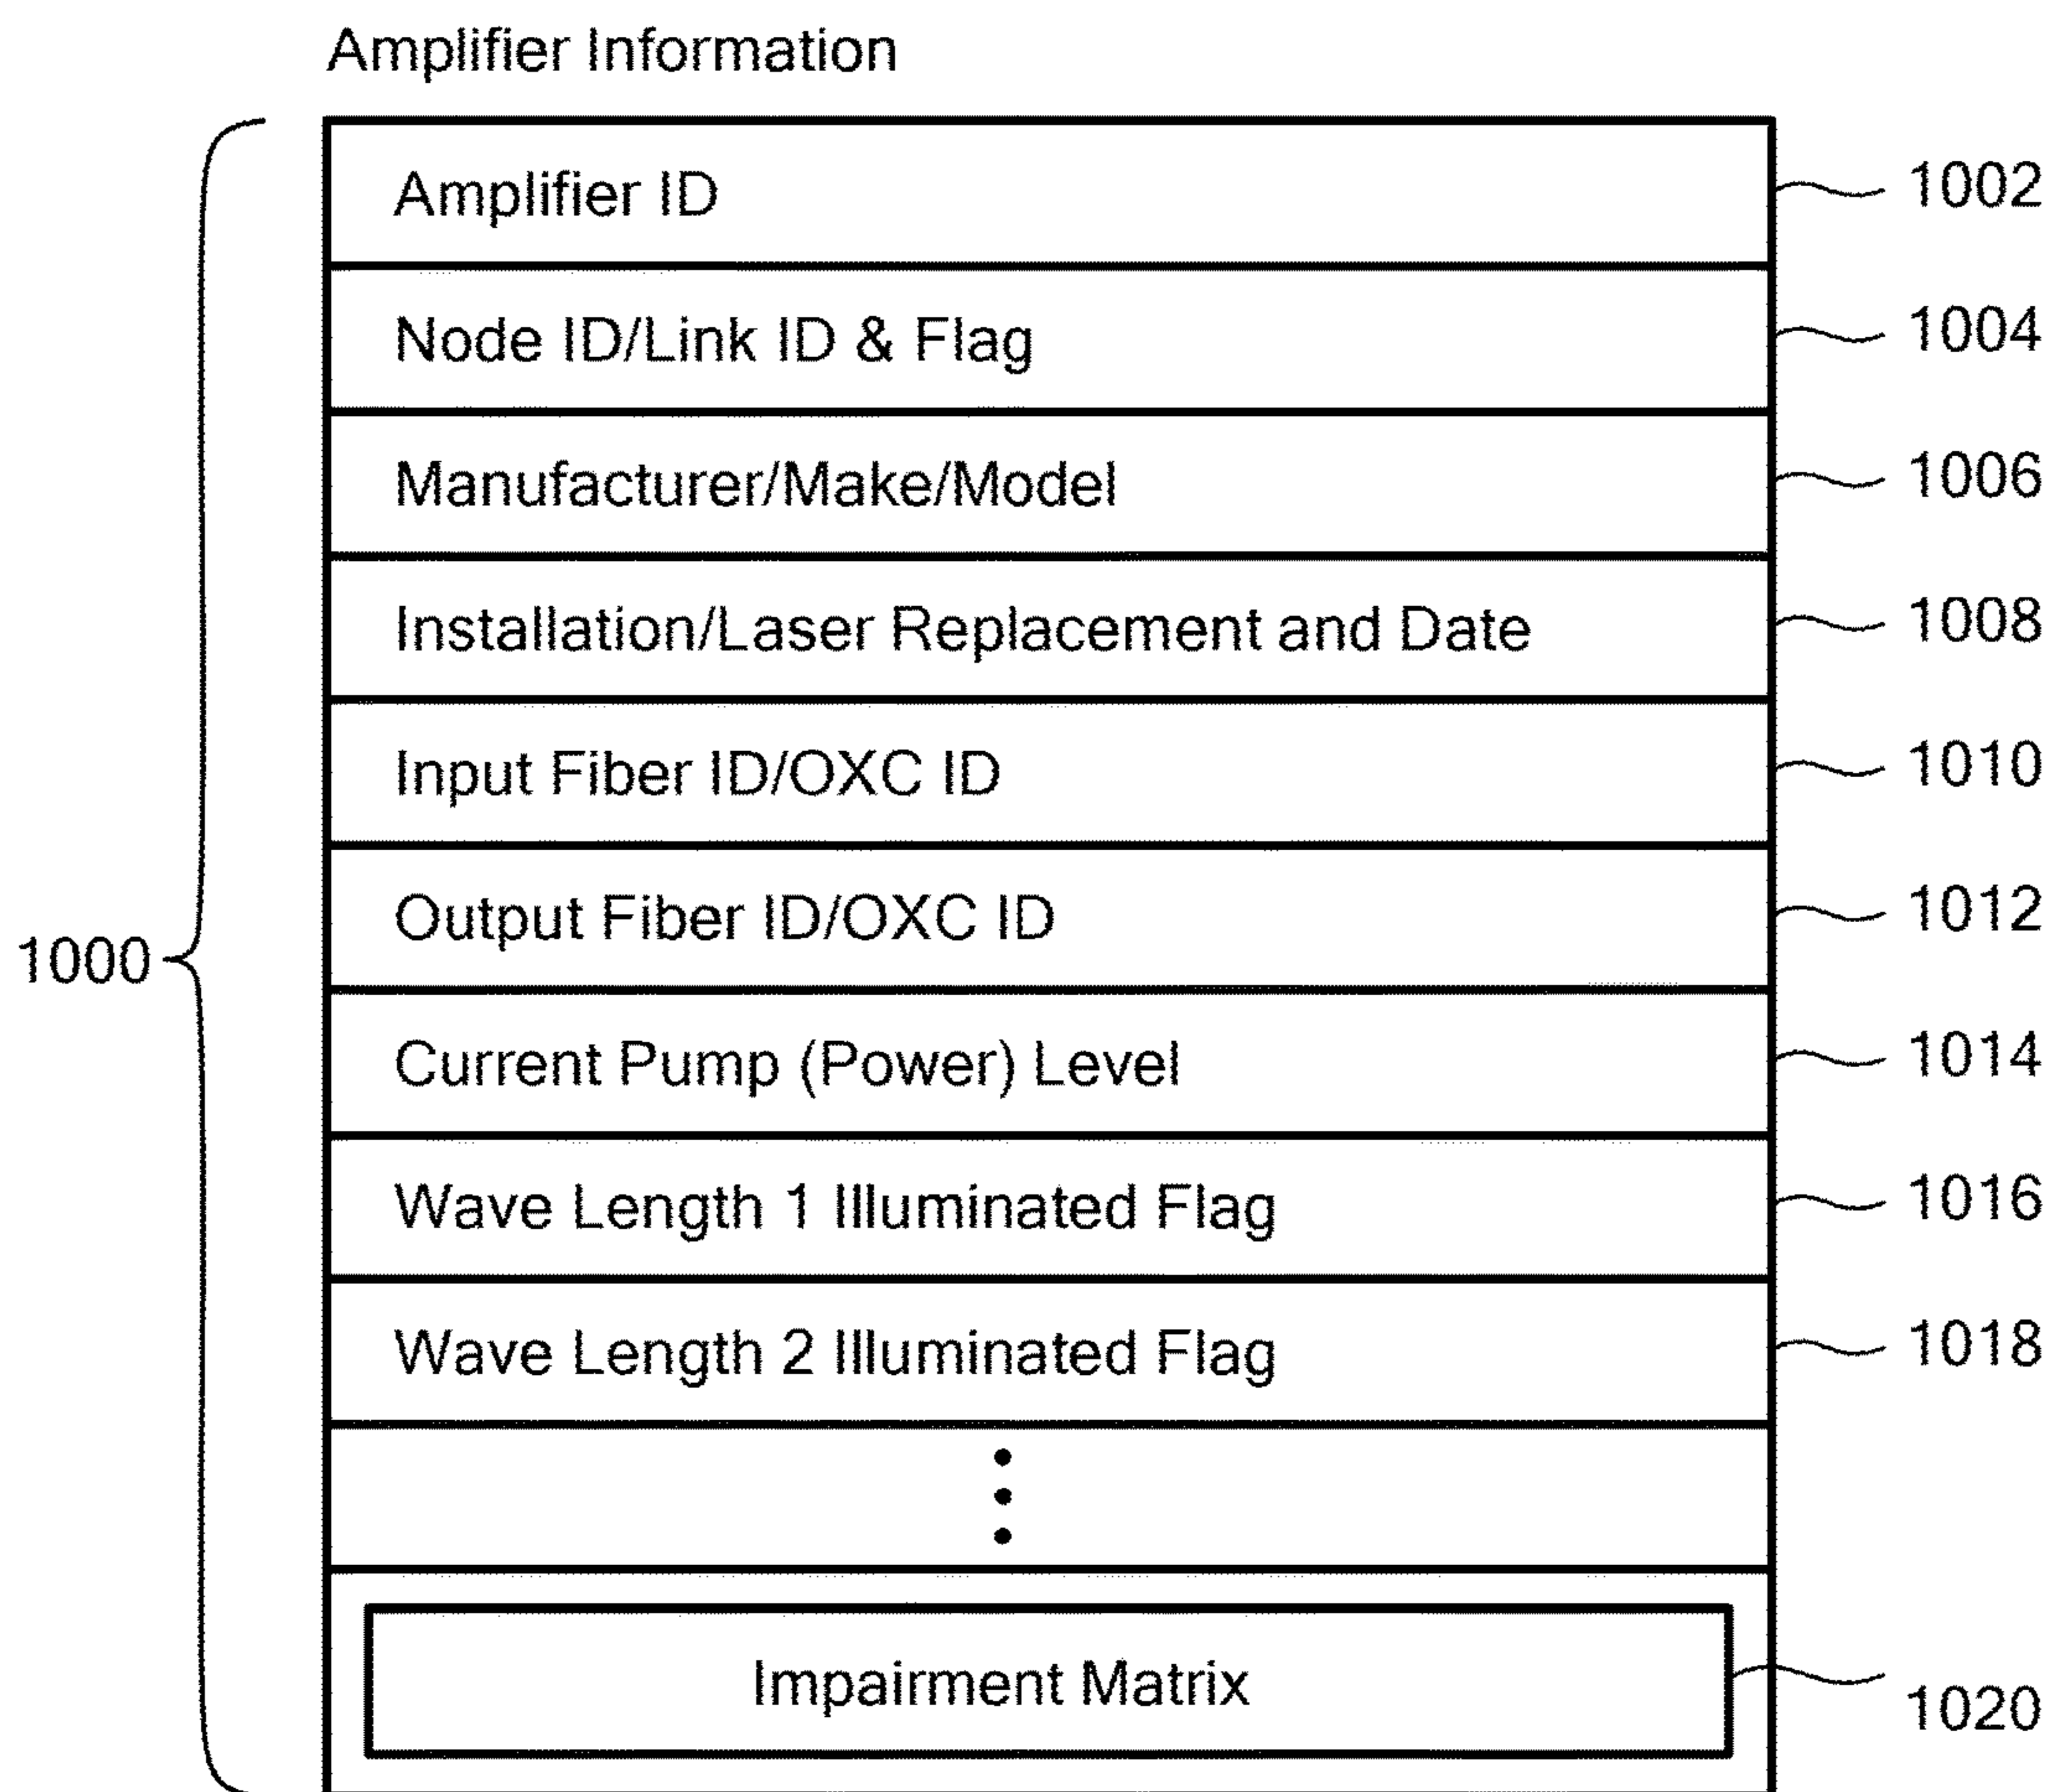 Amplifier Information
Amplifier ID 1002
Node ID/Link ID & Flag 1004
Manufacturer/Make/Model 1006
Installation/Laser Replacement and Date 1008
Input Fiber ID/OXC ID 1010
Output Fiber ID/OXC ID 1012
1000
Current Pump (Power) Level 1014
Wave Length 1 Illuminated Flag 1016
Wave Length 2 Illuminated Flag 1018
Impairment Matrix 1020